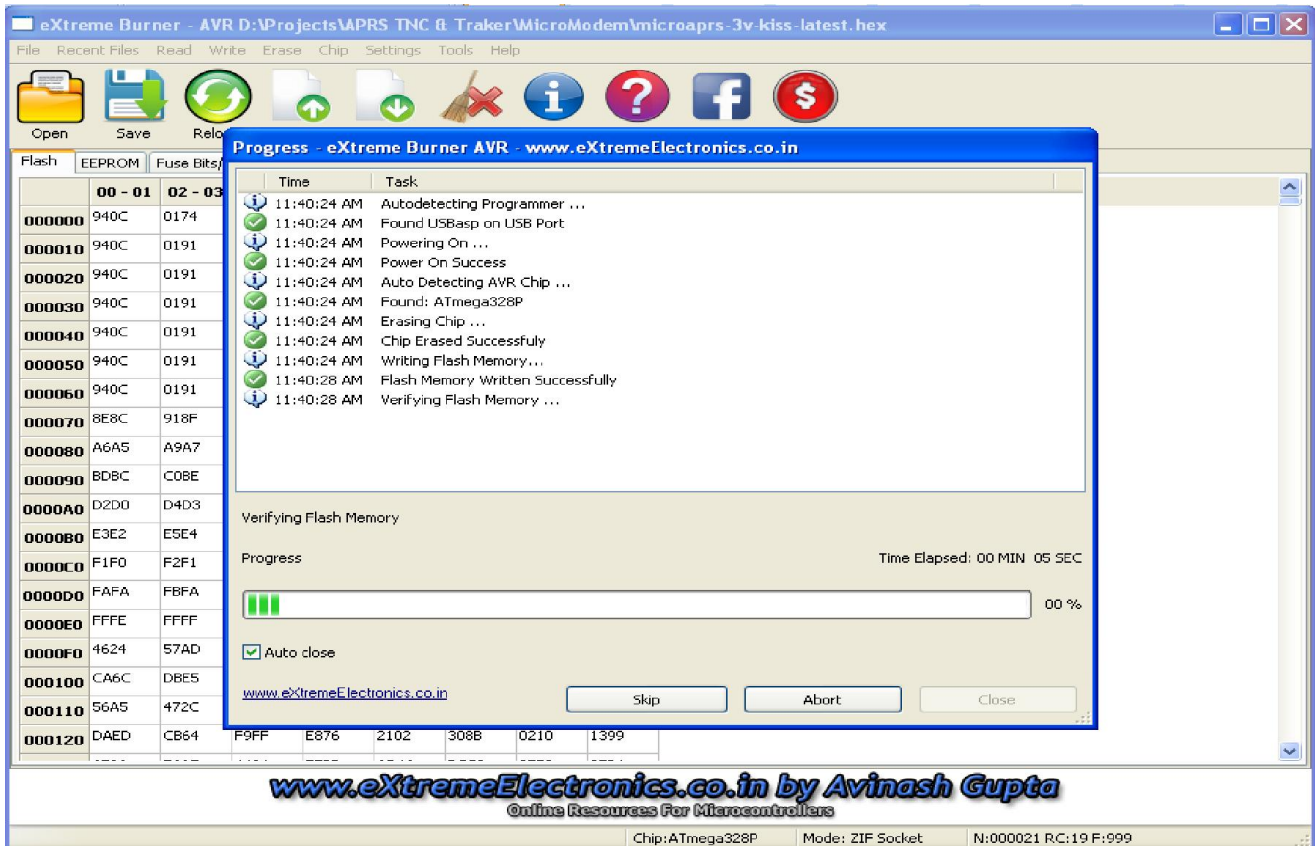 eXtreme Burner - AVR D:\Projects\APRS TNC & Traker\MicroModem\microaprs-3v-kiss-latest.hex
File Recent Files Read Write Erase Chip Settings Tools Help
Open Save Relo
Progress - eXtreme Burner AVR - www.eXtremeElectronics.co.in
Flash EEPROM Fuse Bits/
Time Task
11:40:24 AM Autodetecting Programmer ...
11:40:24 AM Found USBasp on USB Port
11:40:24 AM Powering On ...
11:40:24 AM Power On Success
11:40:24 AM Auto Detecting AVR Chip ...
11:40:24 AM Found: ATmega328P
11:40:24 AM Erasing Chip ...
11:40:24 AM Chip Erased Successfuly
11:40:24 AM Writing Flash Memory...
11:40:28 AM Flash Memory Written Successfully
11:40:28 AM Verifying Flash Memory ...
Verifying Flash Memory
Progress Time Elapsed: 00 MIN 05 SEC
00 %
Auto close
www.eXtremeElectronics.co.in Skip Abort Close
00 - 01 02 - 03
000000 940C 0174
000010 940C 0191
000020 940C 0191
000030 940C 0191
000040 940C 0191
000050 940C 0191
000060 940C 0191
000070 8E8C 918F
000080 A6A5 A9A7
000090 BDBC C0BE
0000A0 D2D0 D4D3
0000B0 E3E2 E5E4
0000C0 F1F0 F2F1
0000D0 FAFA FBFA
0000E0 FFFE FFFF
0000F0 4624 57AD
000100 CA6C DBE5
000110 56A5 472C
000120 DAED CB64 F9FF E876 2102 308B 0210 1399
www.eXtremeElectronics.co.in by Avinash Gupta
Online Resources For Microcontrollers
Chip:ATmega328P Mode: ZIF Socket N:000021 RC:19 F:999